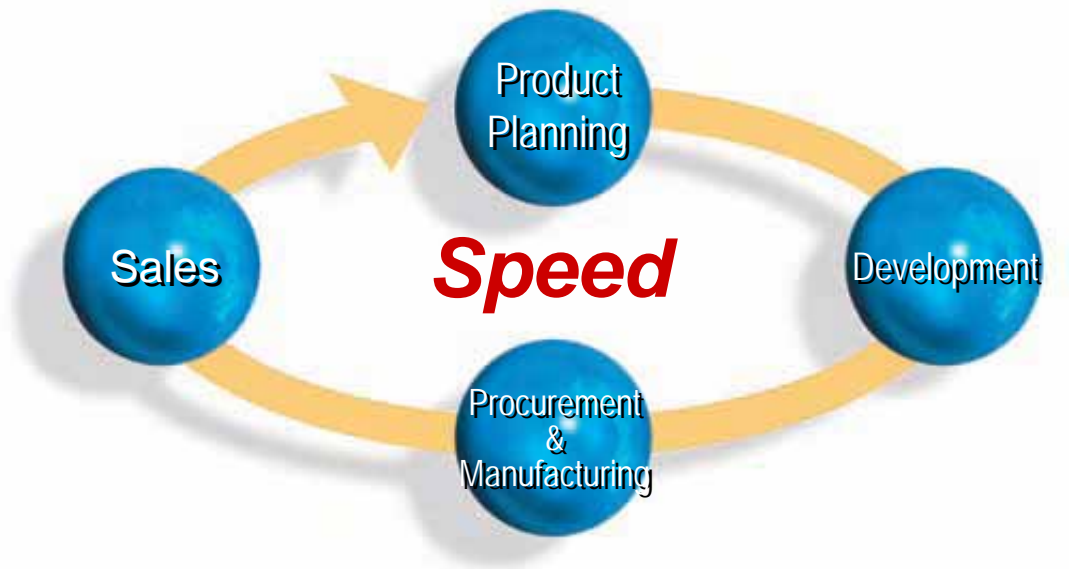 Product
Planning
Sales
Speed
Development
Procurement
&
Manufacturing